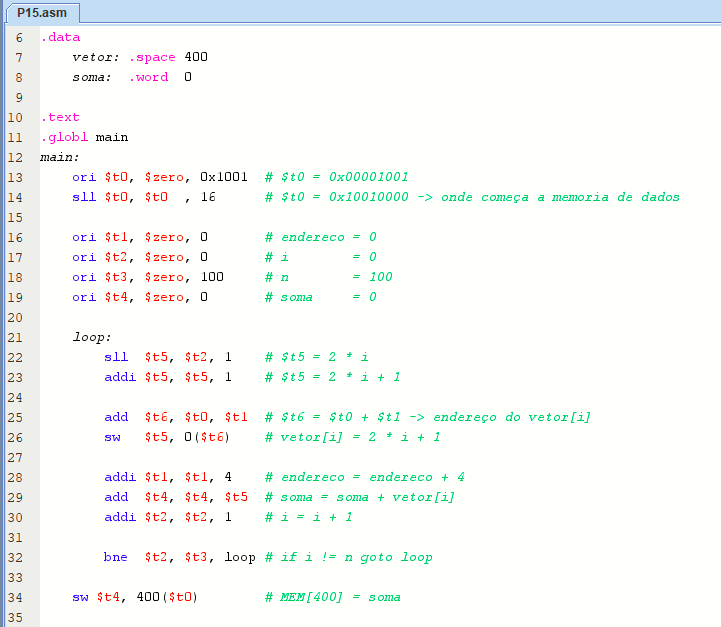 P15.asm
6 .data
7 vetor: .space 400
8 soma: .word 0
9
10 .text
11 .globl main
12 main:
13 ori $t0, $zero, 0x1001 # $t0 = 0x00001001
14 sll $t0, $t0 , 16 # $t0 = 0x10010000 -> onde começa a memoria de dados
15
16 ori $t1, $zero, 0 # endereco = 0
17 ori $t2, $zero, 0 # i = 0
18 ori $t3, $zero, 100 # n = 100
19 ori $t4, $zero, 0 # soma = 0
20
21 loop:
22 sll $t5, $t2, 1 # $t5 = 2 * i
23 addi $t5, $t5, 1 # $t5 = 2 * i + 1
24
25 add $t6, $t0, $t1 # $t6 = $t0 + $t1 -> endereço do vetor[i]
26 sw $t5, 0($t6) # vetor[i] = 2 * i + 1
27
28 addi $t1, $t1, 4 # endereco = endereco + 4
29 add $t4, $t4, $t5 # soma = soma + vetor[i]
30 addi $t2, $t2, 1 # i = i + 1
31
32 bne $t2, $t3, loop # if i != n goto loop
33
34 sw $t4, 400($t0) # MEM[400] = soma
35